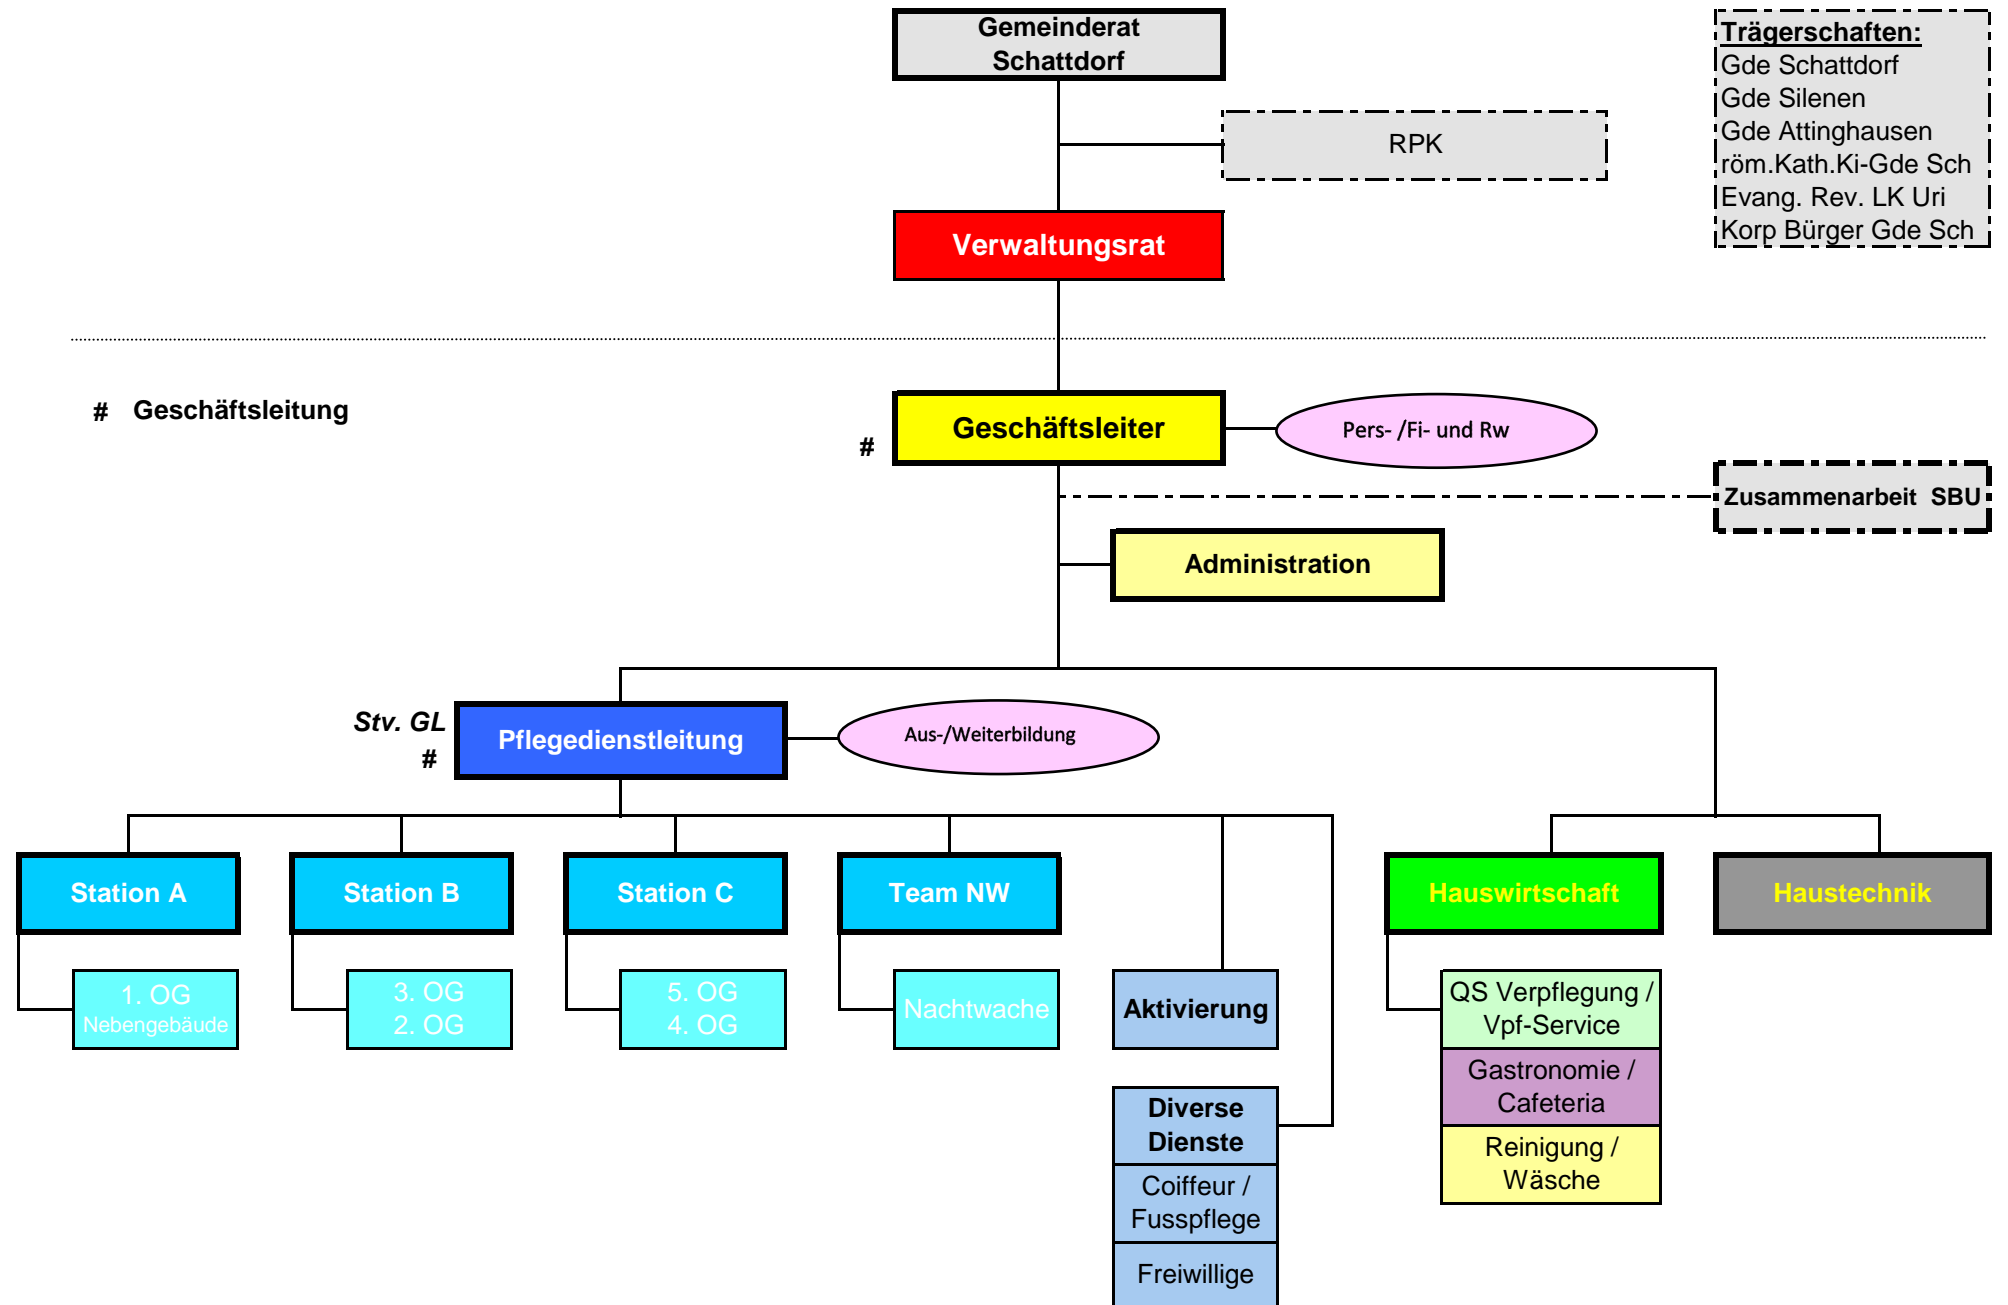 Gemeinderat
Schattdorf
Trägerschaften:
Gde Schattdorf
Gde Silenen
Gde Attinghausen
röm.Kath.Ki-Gde Sch
Evang. Rev. LK Uri
Korp Bürger Gde Sch
RPK
Verwaltungsrat
# Geschäftsleitung
Geschäftsleiter
#
Pers- /Fi- und Rw
Zusammenarbeit SBU
Administration
Stv. GL
#
Pflegedienstleitung
Aus-/Weiterbildung
Station A
Station B
Station C
Team NW
Hauswirtschaft
Haustechnik
1. OG
Nebengebäude
3. OG
2. OG
5. OG
4. OG
Nachtwache
Aktivierung
QS Verpflegung /
Vpf-Service
Gastronomie /
Cafeteria
Reinigung /
Wäsche
Diverse
Dienste
Coiffeur /
Fusspflege
Freiwillige